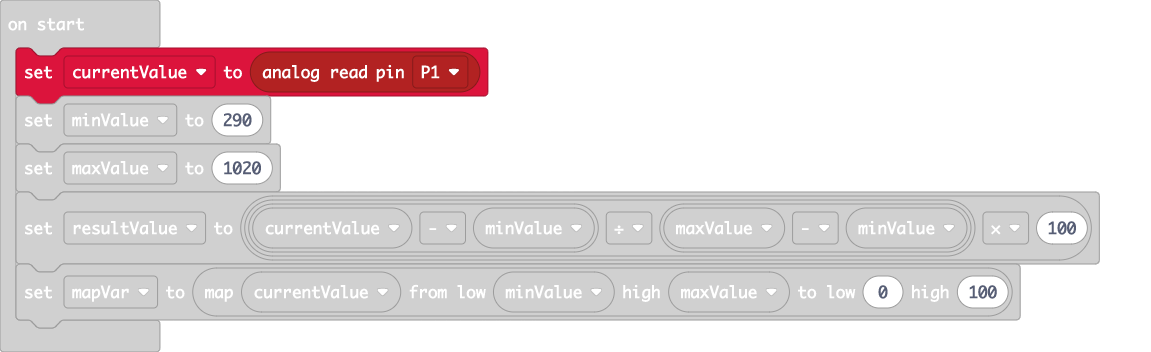 on start
set currentValue to analog read pin P1
set minValue to 290
set maxValue to 1020
set resultValue to currentValue - minValue ÷ maxValue - minValue × 100
set mapVar to map currentValue from low minValue high maxValue to low 0 high 100